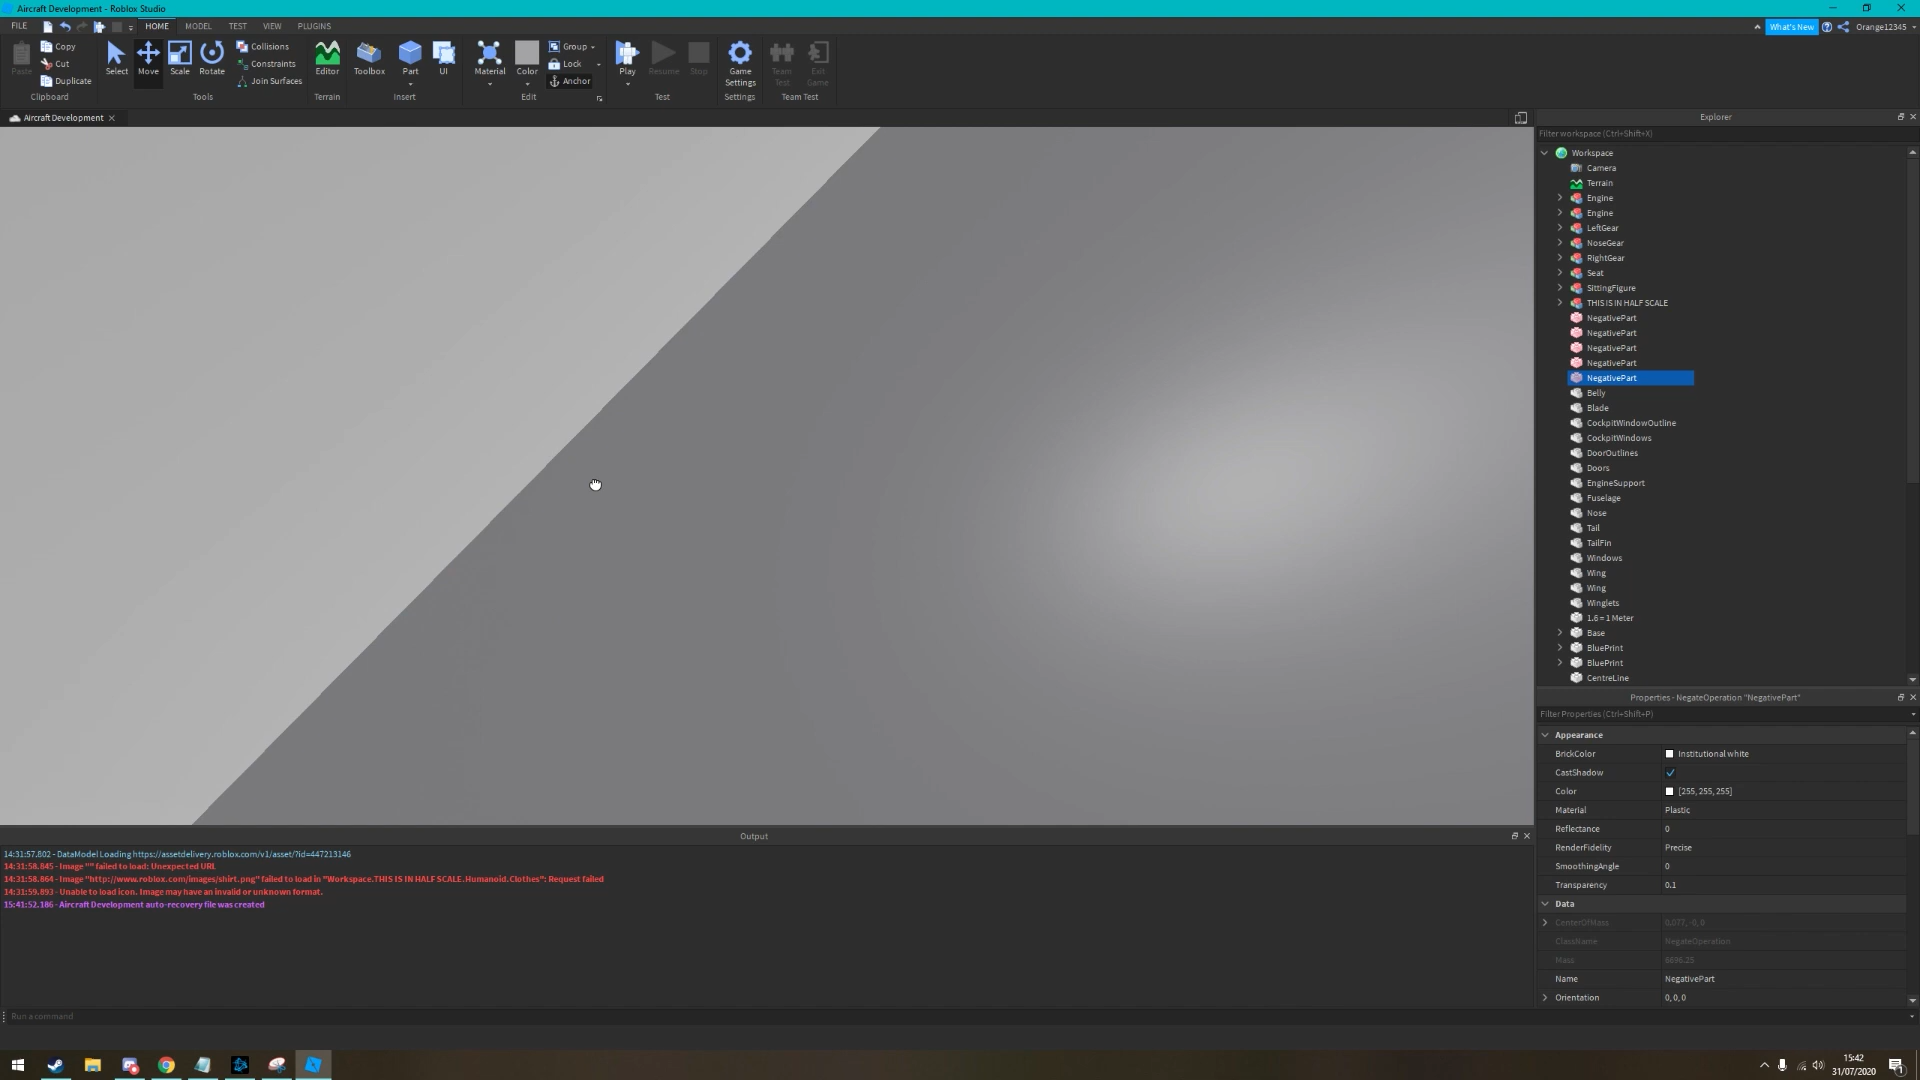 Aircraft Development - Roblox Studio
FILE HOME MODEL TEST VIEW PLUGINS What's New Orange12345
Paste Copy Cut Duplicate Clipboard
Select Move Scale Rotate Collisions Constraints Join Surfaces Tools
Editor Terrain
Toolbox Part UI Insert
Material Color Group Lock Anchor Edit
Play Resume Stop Test
Game Settings Settings
Team Test Exit Game Team Test
Aircraft Development
Explorer
Filter workspace (Ctrl+Shift+X)
Workspace
Camera
Terrain
Engine
Engine
LeftGear
NoseGear
RightGear
Seat
SittingFigure
THIS IS IN HALF SCALE
NegativePart
NegativePart
NegativePart
NegativePart
NegativePart
Belly
Blade
CockpitWindowOutline
CockpitWindows
DoorOutlines
Doors
EngineSupport
Fuselage
Nose
Tail
TailFin
Windows
Wing
Wing
Winglets
1.6 = 1 Meter
Base
BluePrint
BluePrint
CentreLine
Properties - NegateOperation "NegativePart"
Filter Properties (Ctrl+Shift+P)
Appearance
BrickColor Institutional white
CastShadow
Color [255, 255, 255]
Material Plastic
Reflectance 0
RenderFidelity Precise
SmoothingAngle 0
Transparency 0.1
Data
CenterOfMass 0.077, -0, 0
ClassName NegateOperation
Mass 6696.25
Name NegativePart
Orientation 0, 0, 0
Output
14:31:57.802 - DataModel Loading https://assetdelivery.roblox.com/v1/asset/?id=447213146
14:31:58.845 - Image "" failed to load: Unexpected URL
14:31:58.864 - Image "http://www.roblox.com/images/shirt.png" failed to load in "Workspace.THIS IS IN HALF SCALE.Humanoid.Clothes": Request failed
14:31:59.893 - Unable to load icon. Image may have an invalid or unknown format.
15:41:52.186 - Aircraft Development auto-recovery file was created
Run a command
15:42
31/07/2020